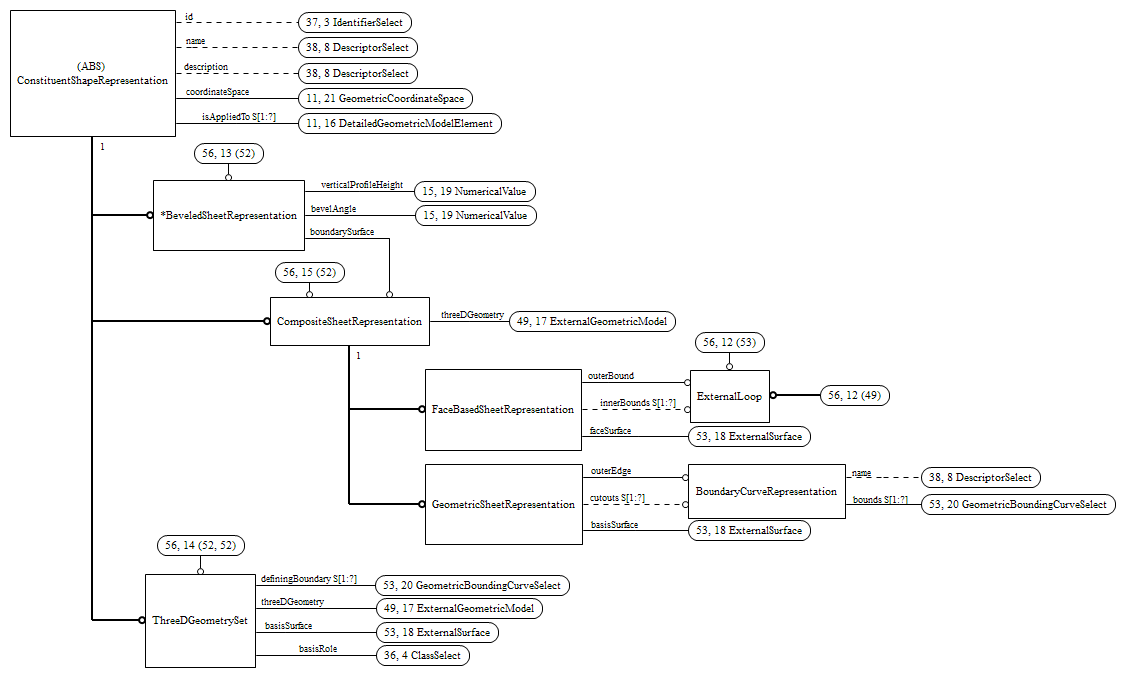 id
37, 3 IdentifierSelect
name
38, 8 DescriptorSelect
(ABS)
ConstituentShapeRepresentation
description
38, 8 DescriptorSelect
coordinateSpace
11, 21 GeometricCoordinateSpace
isAppliedTo S[1:?]
11, 16 DetailedGeometricModelElement
1
56, 13 (52)
verticalProfileHeight
15, 19 NumericalValue
*BeveledSheetRepresentation
bevelAngle
15, 19 NumericalValue
boundarySurface
56, 15 (52)
CompositeSheetRepresentation
threeDGeometry
49, 17 ExternalGeometricModel
1
56, 12 (53)
outerBound
FaceBasedSheetRepresentation
innerBounds S[1:?]
ExternalLoop
56, 12 (49)
faceSurface
53, 18 ExternalSurface
outerEdge
GeometricSheetRepresentation
cutouts S[1:?]
BoundaryCurveRepresentation
name
38, 8 DescriptorSelect
bounds S[1:?]
53, 20 GeometricBoundingCurveSelect
basisSurface
53, 18 ExternalSurface
56, 14 (52, 52)
definingBoundary S[1:?]
53, 20 GeometricBoundingCurveSelect
threeDGeometry
49, 17 ExternalGeometricModel
ThreeDGeometrySet
basisSurface
53, 18 ExternalSurface
basisRole
36, 4 ClassSelect